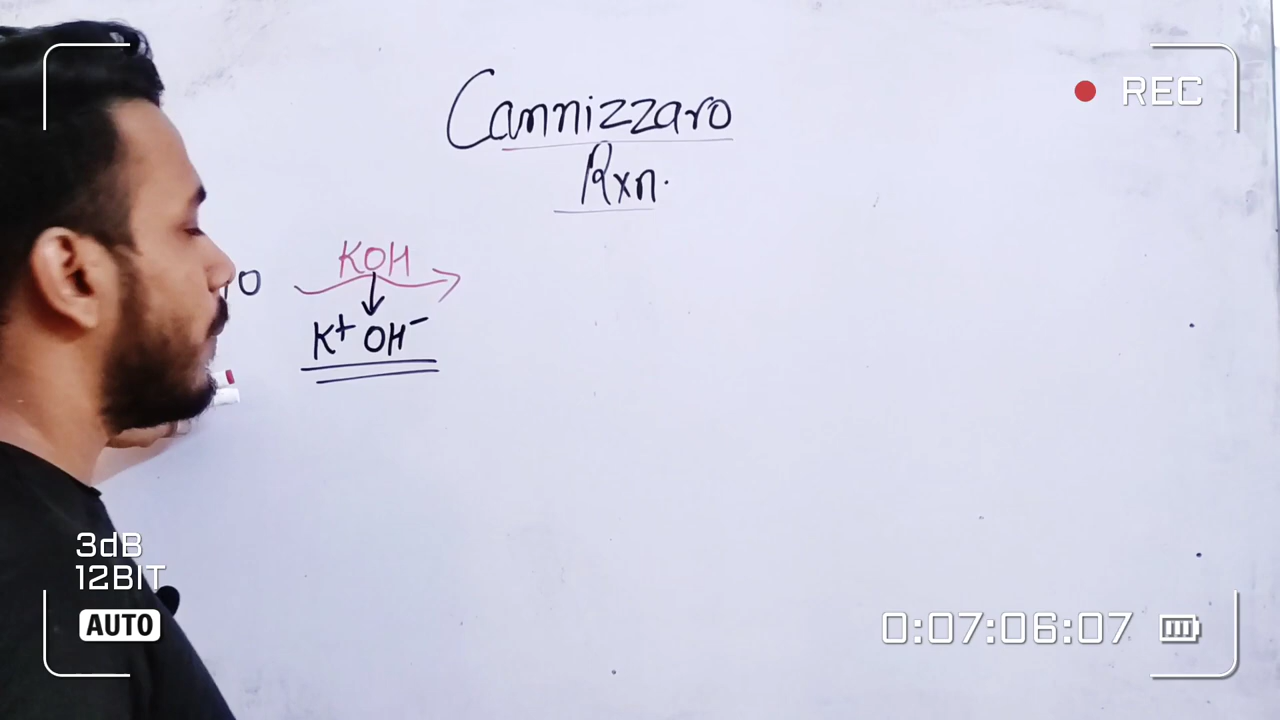 Cannizzaro
Rxn.
REC
KOH
O
K+ OH−
3dB
12BIT
AUTO
0:07:06:07